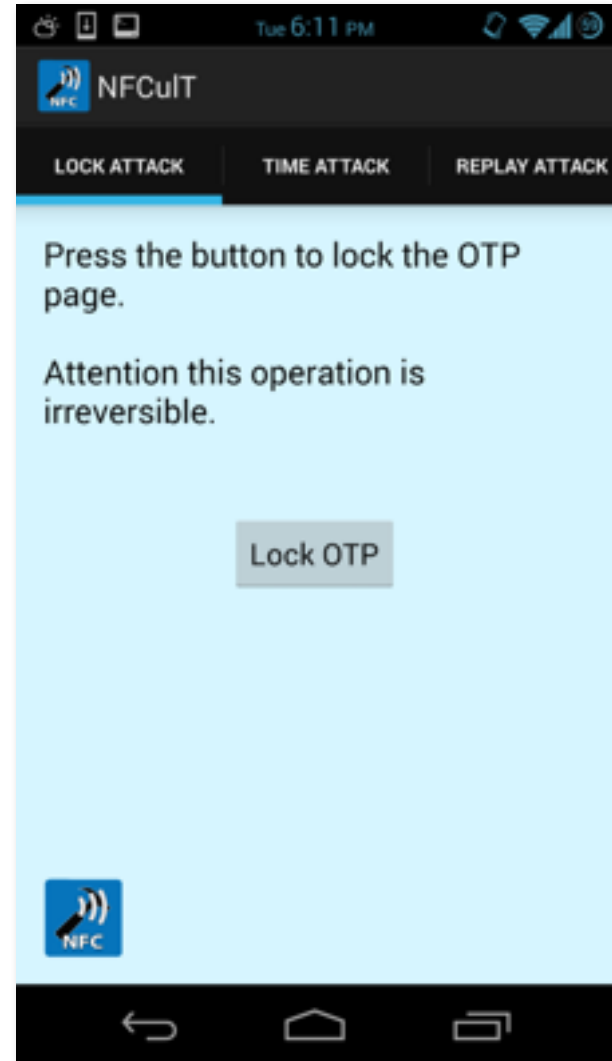 Tue 6:11 PM
99
NFC
NFCulT
LOCK ATTACK
TIME ATTACK
REPLAY ATTACK
Press the button to lock the OTP
page.
Attention this operation is
irreversible.
Lock OTP
NFC